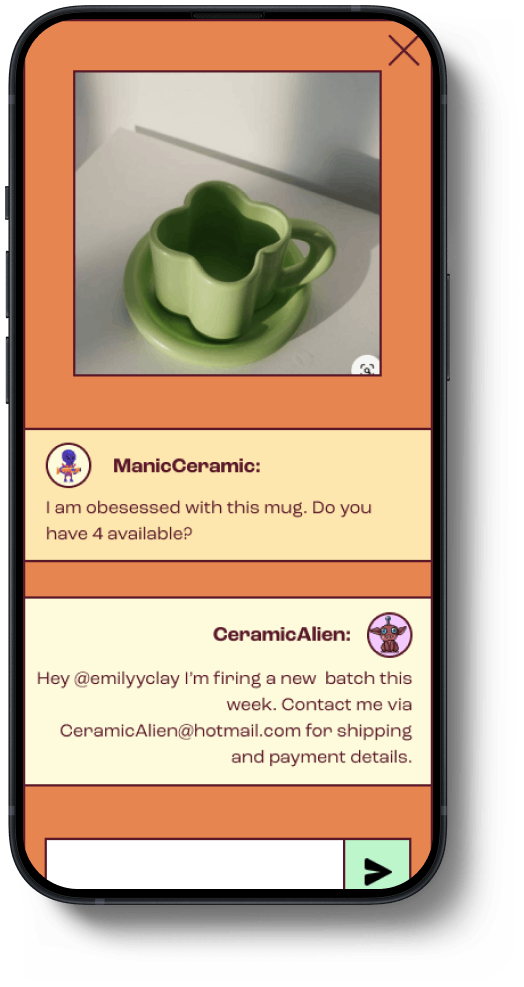 ManicCeramic:
I am obesessed with this mug. Do you
have 4 available?
CeramicAlien:
Hey @emilyyclay I'm firing a new  batch this
week. Contact me via
CeramicAlien@hotmail.com for shipping
and payment details.